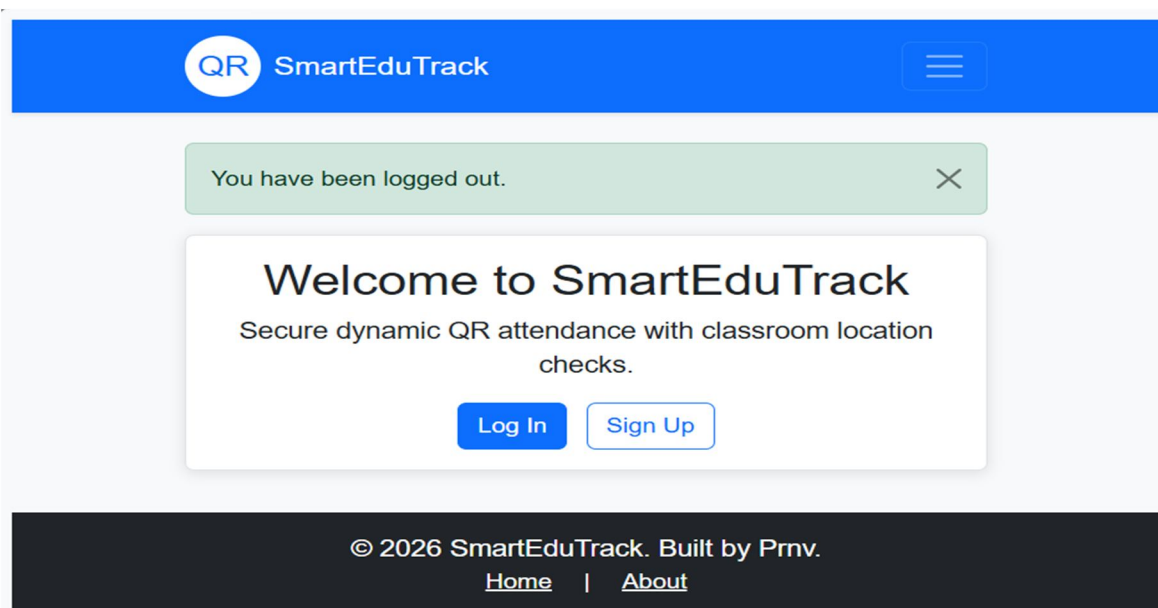 QR SmartEduTrack
You have been logged out.
Welcome to SmartEduTrack
Secure dynamic QR attendance with classroom location
checks.
Log In Sign Up
© 2026 SmartEduTrack. Built by Prnv.
Home | About